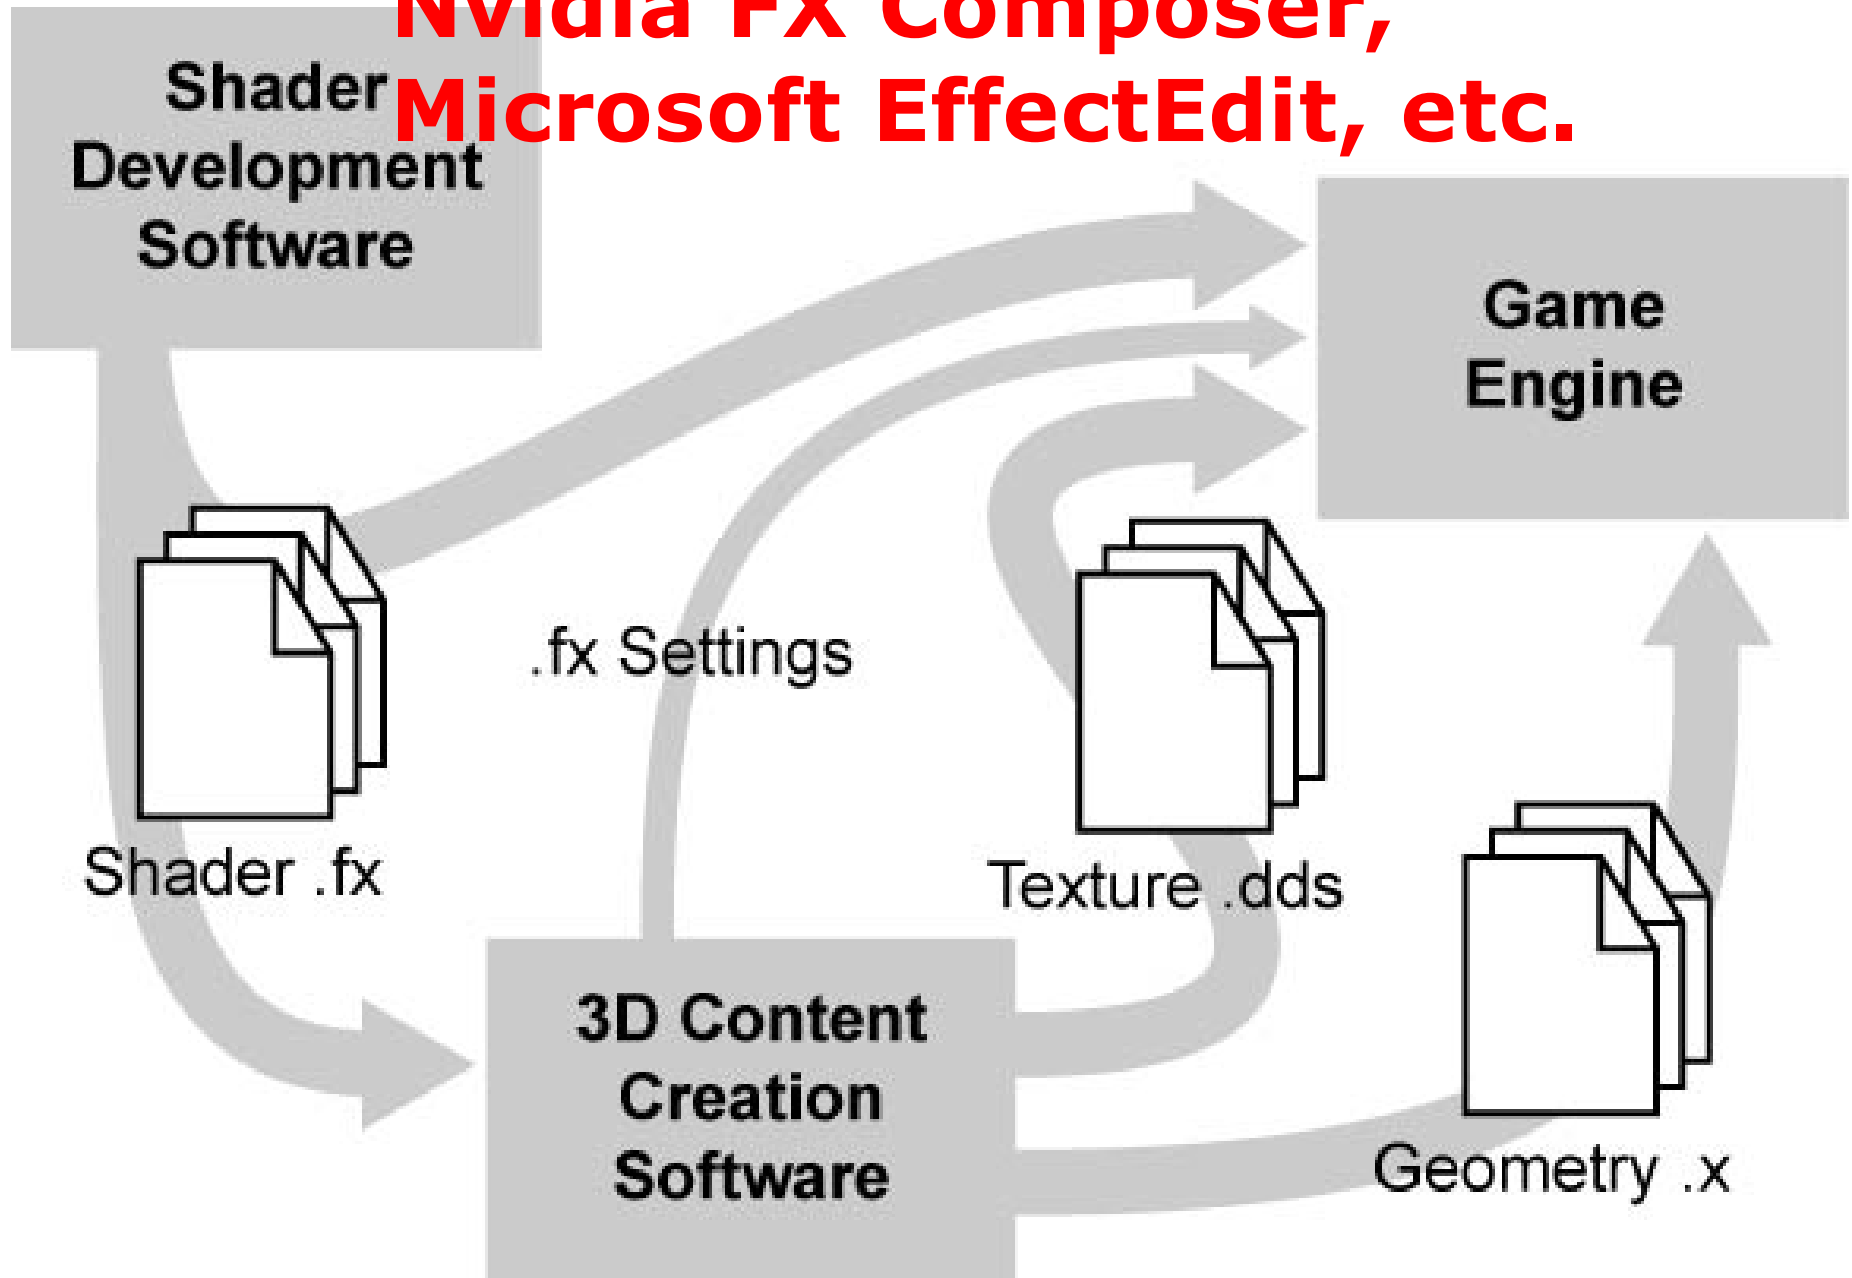 Nvidia FX Composer,
Microsoft EffectEdit, etc.
Shader
Development
Software
Game
Engine
.fx Settings
Shader .fx
Texture .dds
3D Content
Creation
Software
Geometry .x